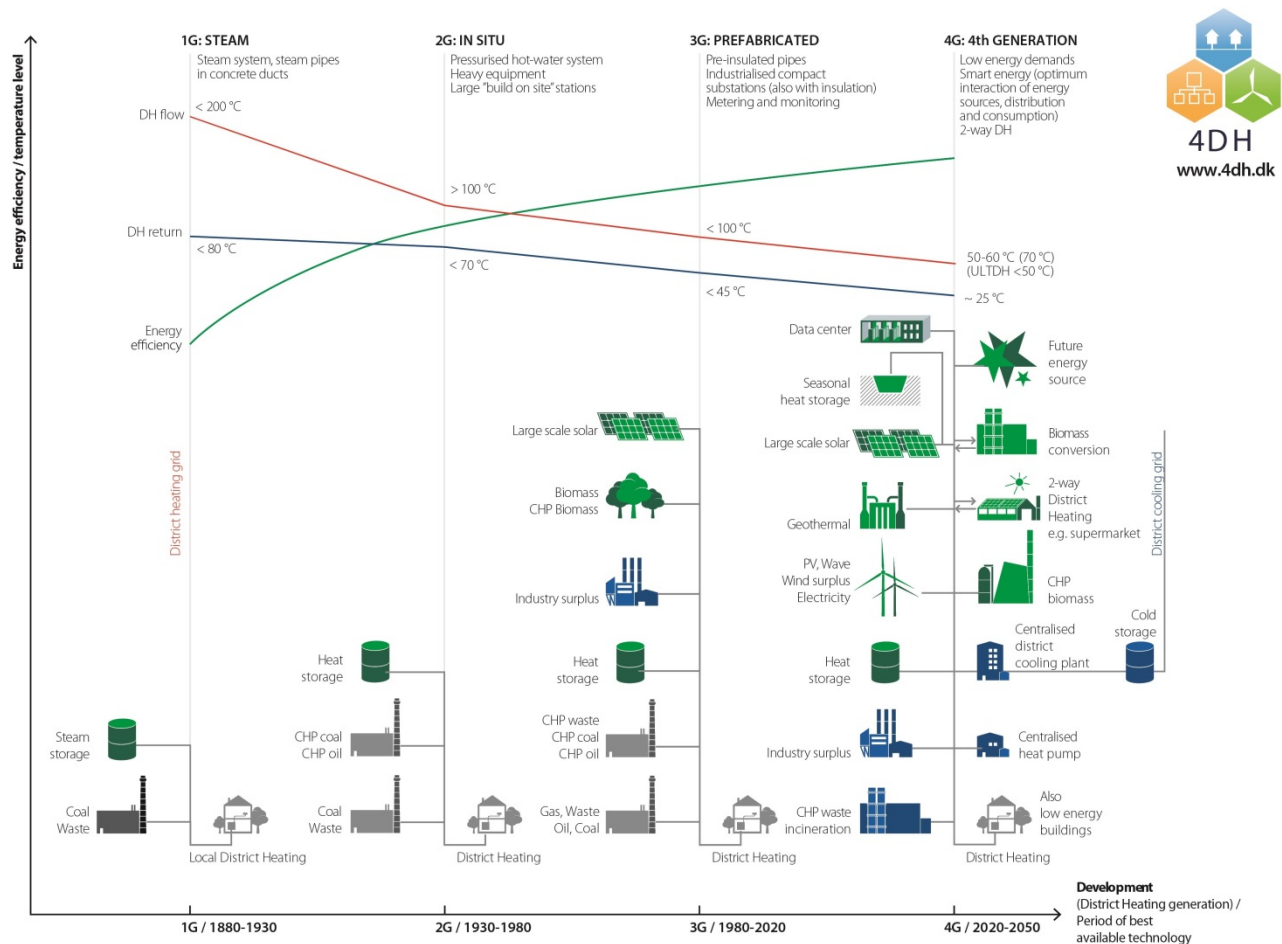 1G: STEAM
Steam system, steam pipes
in concrete ducts
2G: IN SITU
Pressurised hot-water system
Heavy equipment
Large "build on site" stations
3G: PREFABRICATED
Pre-insulated pipes
Industrialised compact
substations (also with insulation)
Metering and monitoring
4G: 4th GENERATION
Low energy demands
Smart energy (optimum
interaction of energy
sources, distribution
and consumption)
2-way DH
4DH
www.4dh.dk
Energy efficiency / temperature level
DH flow
< 200 °C
> 100 °C
< 100 °C
50-60 °C (70 °C)
(ULTDH <50 °C)
DH return
< 80 °C
< 70 °C
< 45 °C
~ 25 °C
Energy
efficiency
District heating grid
Steam
storage
Coal
Waste
Local District Heating
Heat
storage
CHP coal
CHP oil
Coal
Waste
District Heating
Large scale solar
Biomass
CHP Biomass
Industry surplus
Heat
storage
CHP waste
CHP coal
CHP oil
Gas, Waste
Oil, Coal
District Heating
Data center
Seasonal
heat storage
Large scale solar
Geothermal
PV, Wave
Wind surplus
Electricity
Heat
storage
Industry surplus
CHP waste
incineration
Future
energy
source
Biomass
conversion
2-way
District
Heating
e.g. supermarket
CHP
biomass
Centralised
district
cooling plant
Cold
storage
Centralised
heat pump
Also
low energy
buildings
District Heating
District cooling grid
1G / 1880-1930
2G / 1930-1980
3G / 1980-2020
4G / 2020-2050
Development
(District Heating generation) /
Period of best
available technology